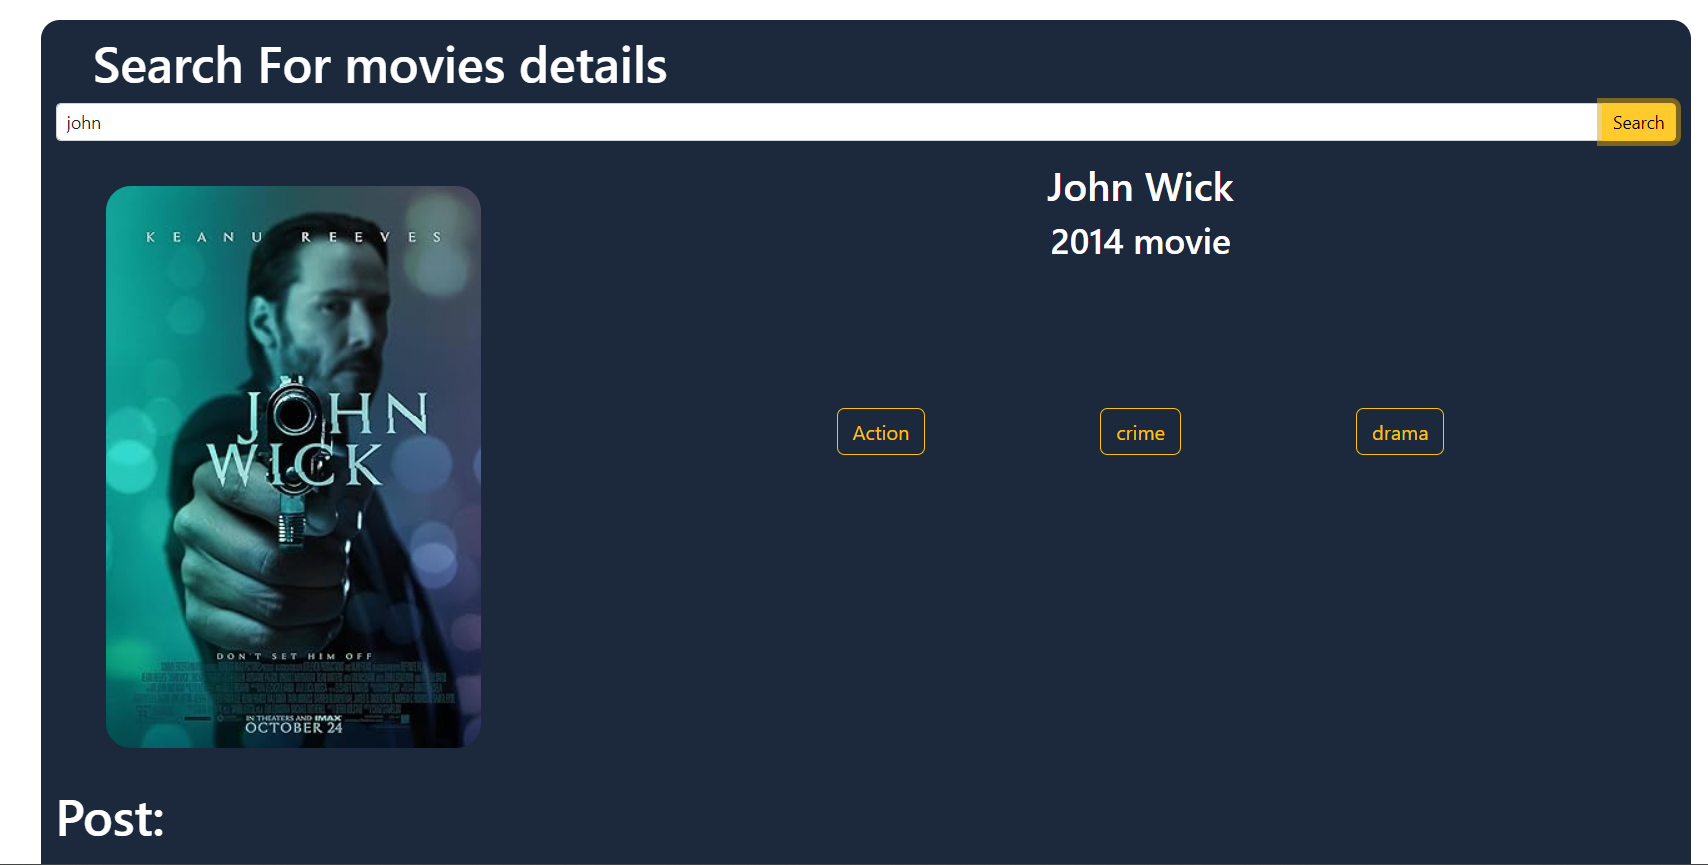 Search For movies details
john
Search
John Wick
2014 movie
KEANU REEVES
JOHN
WICK
Action
crime
drama
DON'T SET HIM OFF
IN THEATERS AND IMAX
OCTOBER 24
Post: